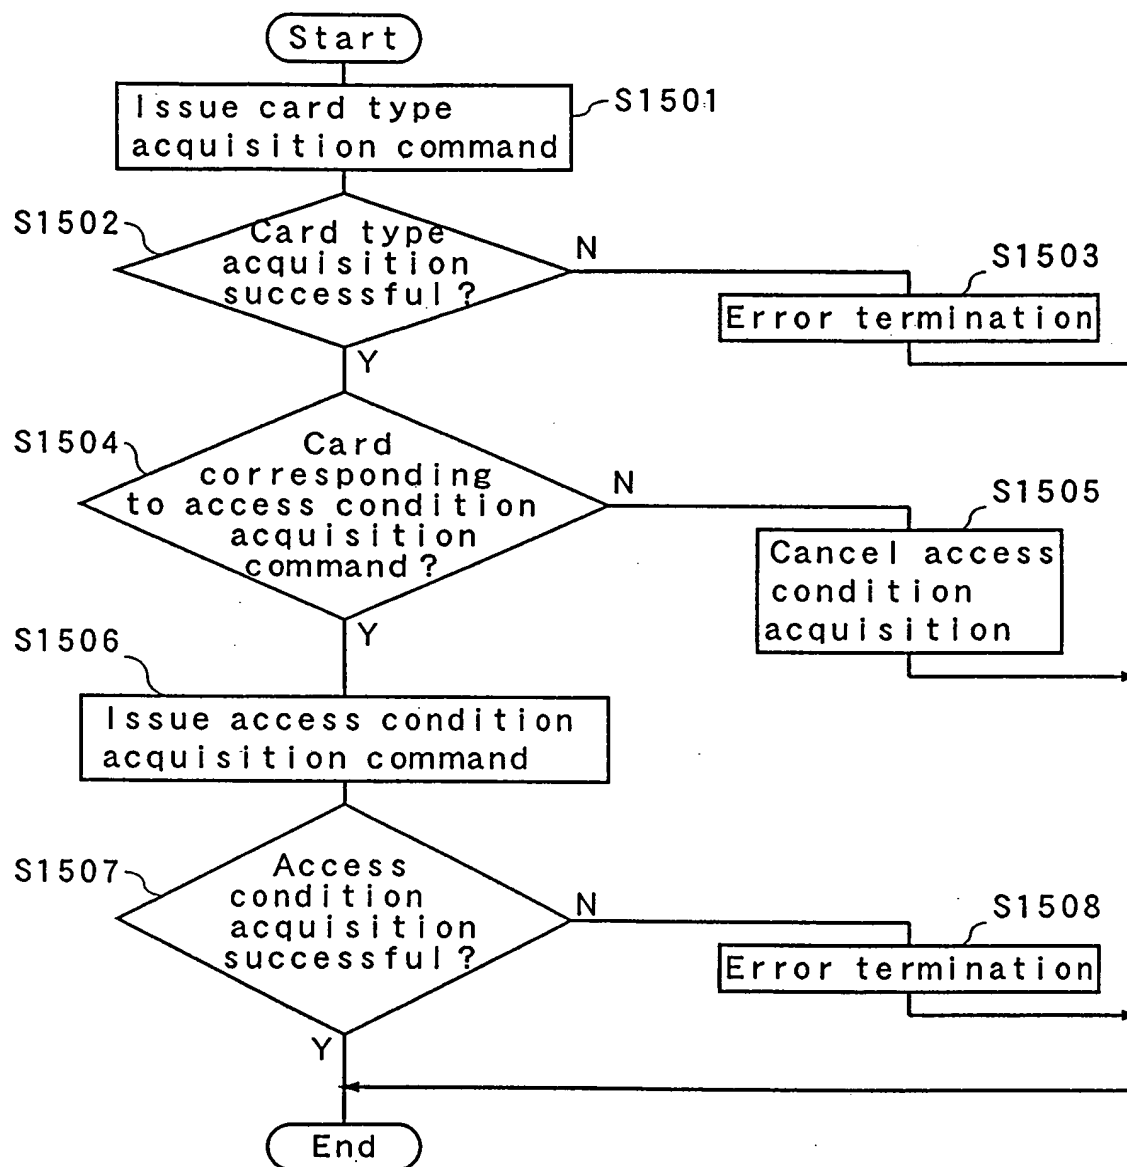 Start
Issue card type
acquisition command
S1501
S1502
Card type
acquisition
successful?
N
S1503
Error termination
Y
S1504
Card
corresponding
to access condition
acquisition
command?
N
S1505
Cancel access
condition
acquisition
Y
S1506
Issue access condition
acquisition command
S1507
Access
condition
acquisition
successful?
N
S1508
Error termination
Y
End